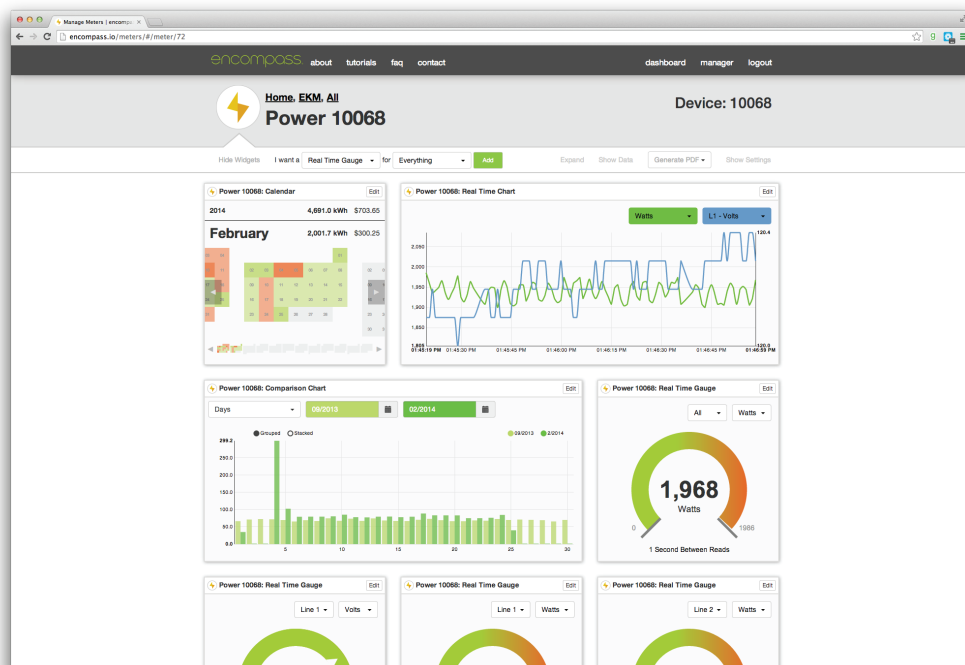 Manage Meters | encompa
encompass.io/meters/#/meter/72
encompass. about tutorials faq contact dashboard manager logout
Home, EKM, All
Power 10068
Device: 10068
Hide Widgets I want a Real Time Gauge for Everything Add Expand Show Data Generate PDF Show Settings
Power 10068: Calendar Edit
2014 4,691.0 kWh $703.65
February 2,001.7 kWh $300.25
Power 10068: Real Time Chart Edit
Watts L1 - Volts
120.4
2,050
2,000
1,950
1,900
1,850
1,809 120.0
01:45:19 PM 01:45:30 PM 01:45:45 PM 01:46:00 PM 01:46:15 PM 01:46:30 PM 01:46:45 PM 01:46:55 PM
Power 10068: Comparison Chart Edit
Days 09/2013 02/2014
Grouped Stacked 09/2013 2/2014
299.2
250.0
200.0
150.0
100.0
50.0
0.0
5 10 15 20 25 30
Power 10068: Real Time Gauge Edit
All Watts
1,968
Watts
0 1986
1 Second Between Reads
Power 10068: Real Time Gauge Edit
Line 1 Volts
Power 10068: Real Time Gauge Edit
Line 1 Watts
Power 10068: Real Time Gauge Edit
Line 2 Watts